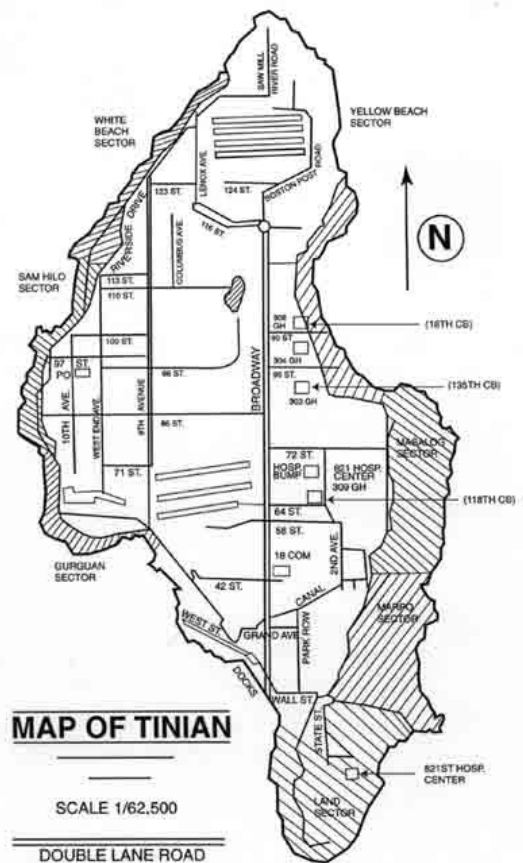 SAW MILL
RIVER ROAD
WHITE
BEACH
SECTOR
YELLOW BEACH
SECTOR
LENOX AVE.
BOSTON POST
ROAD
123 ST.
124 ST.
116 ST.
RIVERSIDE DRIVE
COLUMBUS AVE.
N
SAM HILO
SECTOR
113 ST.
110 ST.
308
GH
(18TH CB)
100 ST.
90 ST.
304 GH
97
ST.
PO
96 ST.
95 ST.
(135TH CB)
303 GH
BROADWAY
10TH AVE.
WEST END AVE.
8TH AVENUE
86 ST.
MASALOG
SECTOR
72 ST.
71 ST.
HOSP.
BUMP
821 HOSP.
CENTER
309 GH
(118TH CB)
64 ST.
58 ST.
GURGUAN
SECTOR
18 COM
2ND AVE.
42 ST.
CANAL
MARPO
SECTOR
WEST ST.
GRAND AVE.
PARK ROW
DOCKS
WALL ST.
STATE ST.
MAP OF TINIAN
821ST HOSP.
CENTER
LAND
SECTOR
SCALE 1/62,500
DOUBLE LANE ROAD